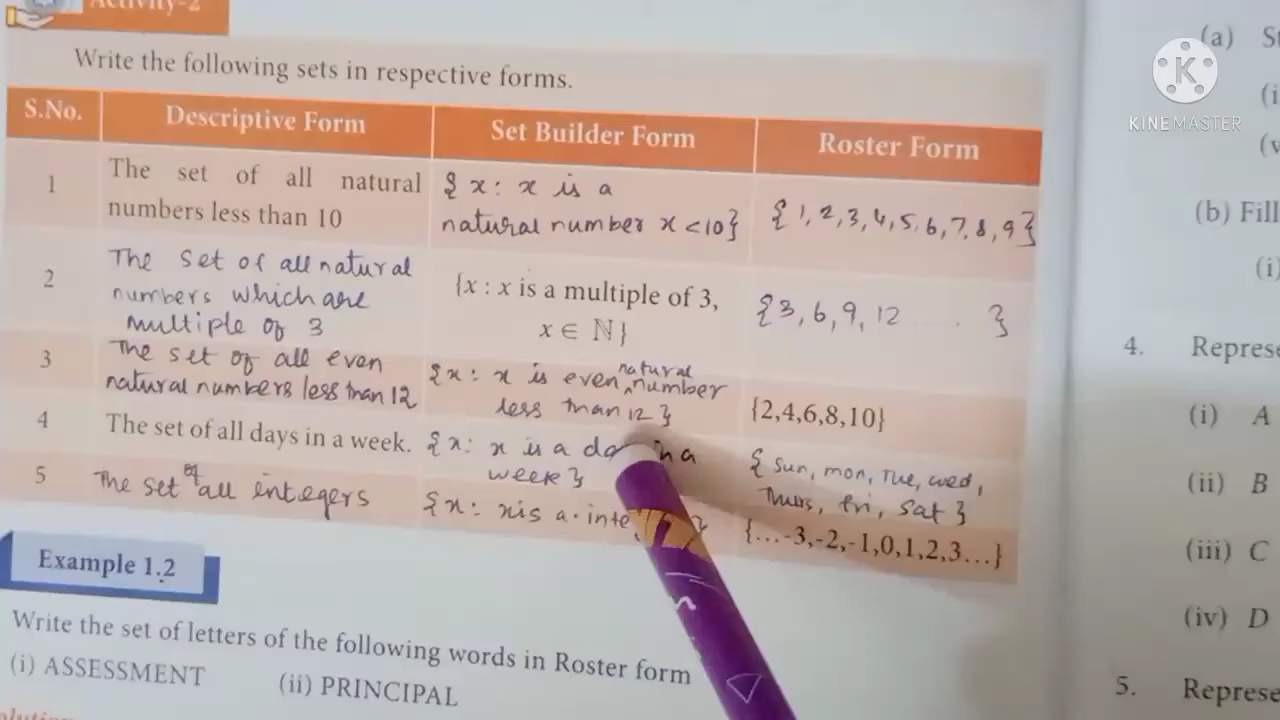 Activity-2
Write the following sets in respective forms.
S.No. Descriptive Form Set Builder Form Roster Form
1 The set of all natural numbers less than 10 {x: x is a natural number x < 10} {1, 2, 3, 4, 5, 6, 7, 8, 9}
2 The set of all natural numbers which are multiple of 3 {x : x is a multiple of 3, x ∈ ℕ} {3, 6, 9, 12 ..... }
3 The set of all even natural numbers less than 12 {x: x is even natural number less than 12} {2,4,6,8,10}
4 The set of all days in a week. {x: x is a a week} {sun, mon, Tue, wed, Thurs, fri, sat}
5 The set of all integers {x: x is a {...-3,-2,-1,0,1,2,3...}
Example 1.2
Write the set of letters of the following words in Roster form
(i) ASSESSMENT (ii) PRINCIPAL
(a)
(b) Fill
(i)
4. Represe
(i) A
(ii) B
(iii) C
(iv) D
5. Represe
KINEMASTER